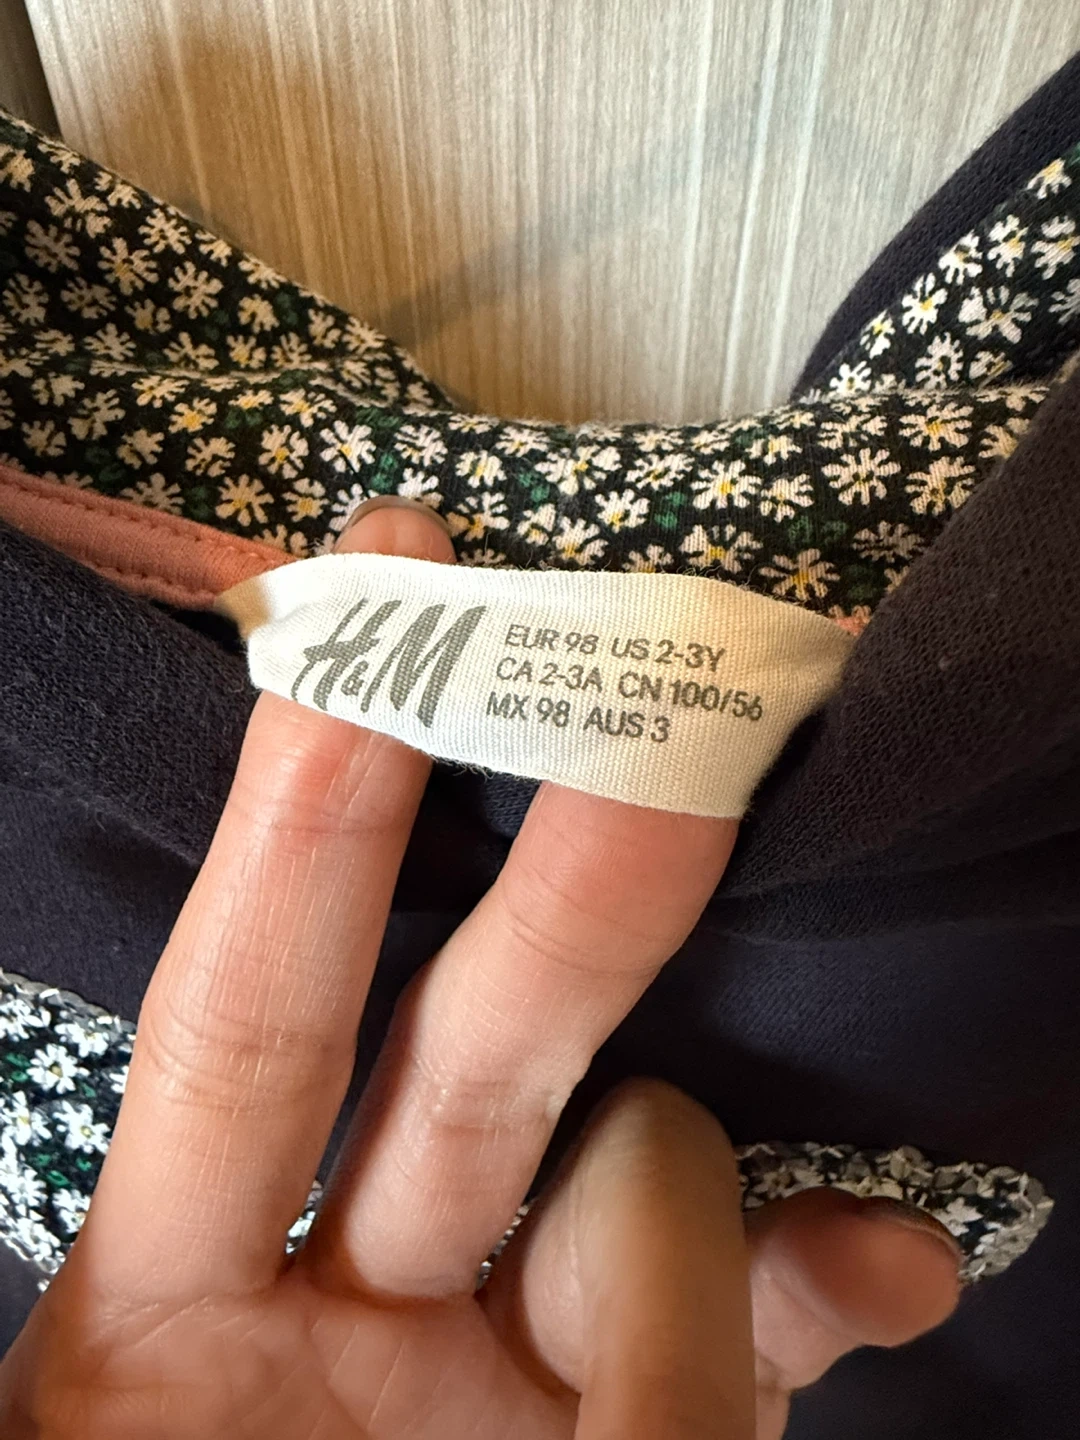 H&M
EUR 98 US 2-3Y
CA 2-3A CN 100/56
MX 98 AUS 3